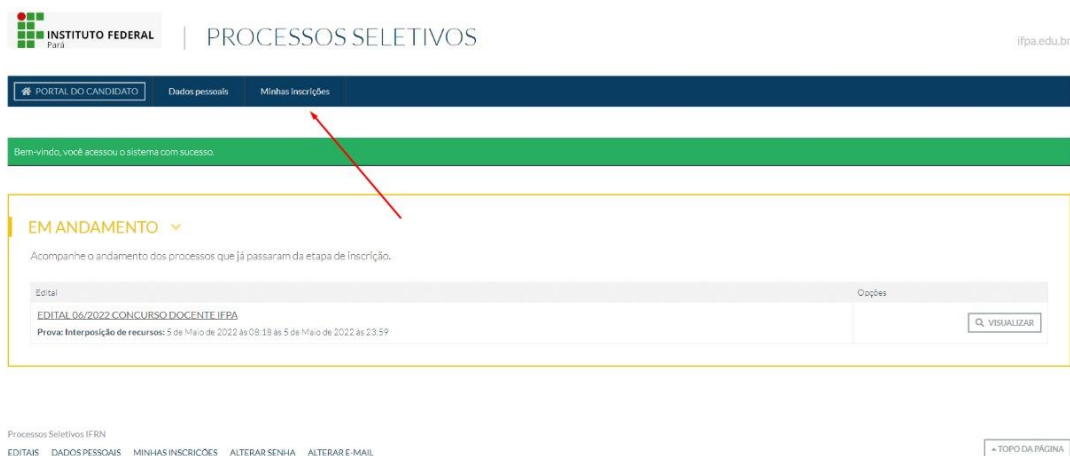 INSTITUTO FEDERAL
Pará
PROCESSOS SELETIVOS
ifpa.edu.br
PORTAL DO CANDIDATO Dados pessoais Minhas inscrições
Bem-vindo, você acessou o sistema com sucesso.
EM ANDAMENTO
Acompanhe o andamento dos processos que já passaram da etapa de inscrição.
Edital Opções
EDITAL 06/2022 CONCURSO DOCENTE IFPA
Prova: Interposição de recursos: 5 de Maio de 2022 às 08:18 às 5 de Maio de 2022 às 23:59
VISUALIZAR
Processos Seletivos IFRN
EDITAIS DADOS PESSOAIS MINHAS INSCRIÇÕES ALTERAR SENHA ALTERAR E-MAIL
TOPO DA PÁGINA